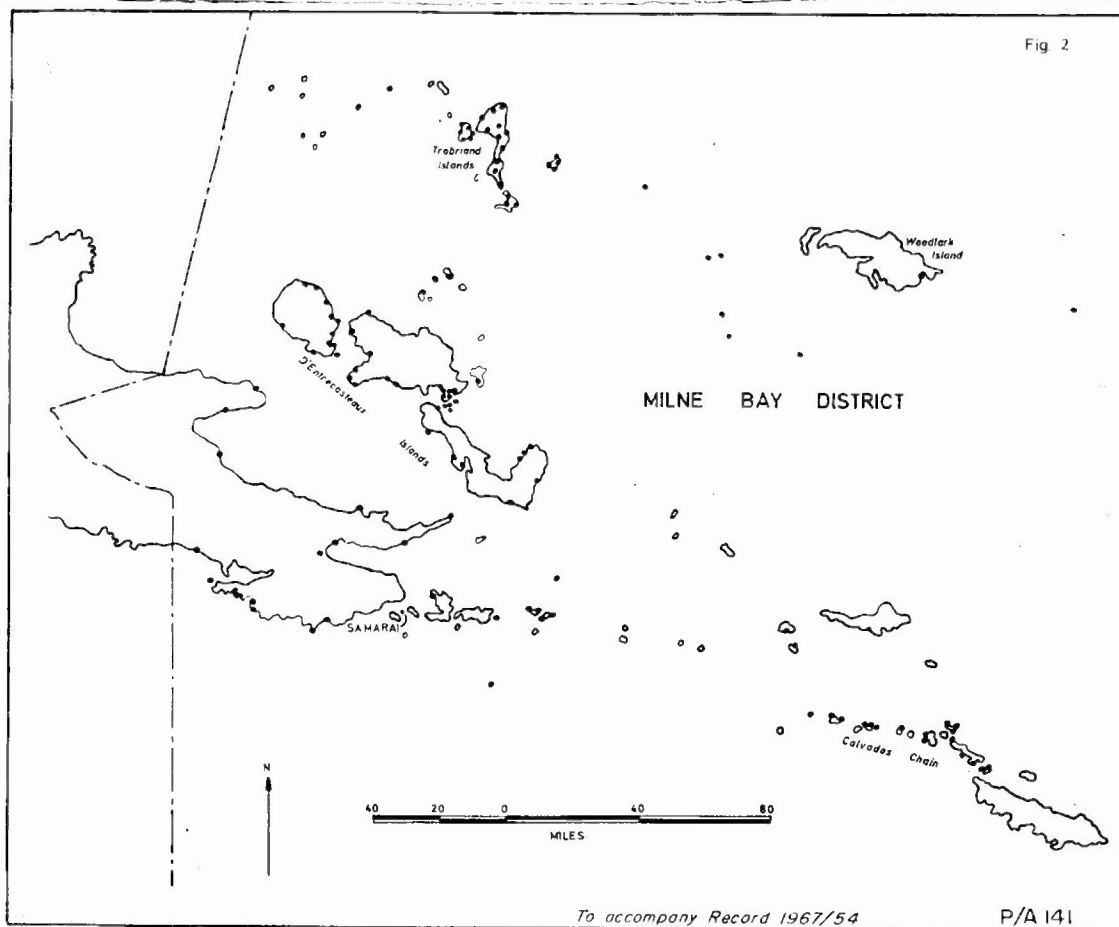 Fig. 2
Trobriand
Islands
Woodlark
Island
D'Entrecasteaux
Islands
MILNE BAY DISTRICT
SAMARAI
Calvados Chain
N
40 20 0 40 80
MILES
To accompany Record 1967/54
P/A 141